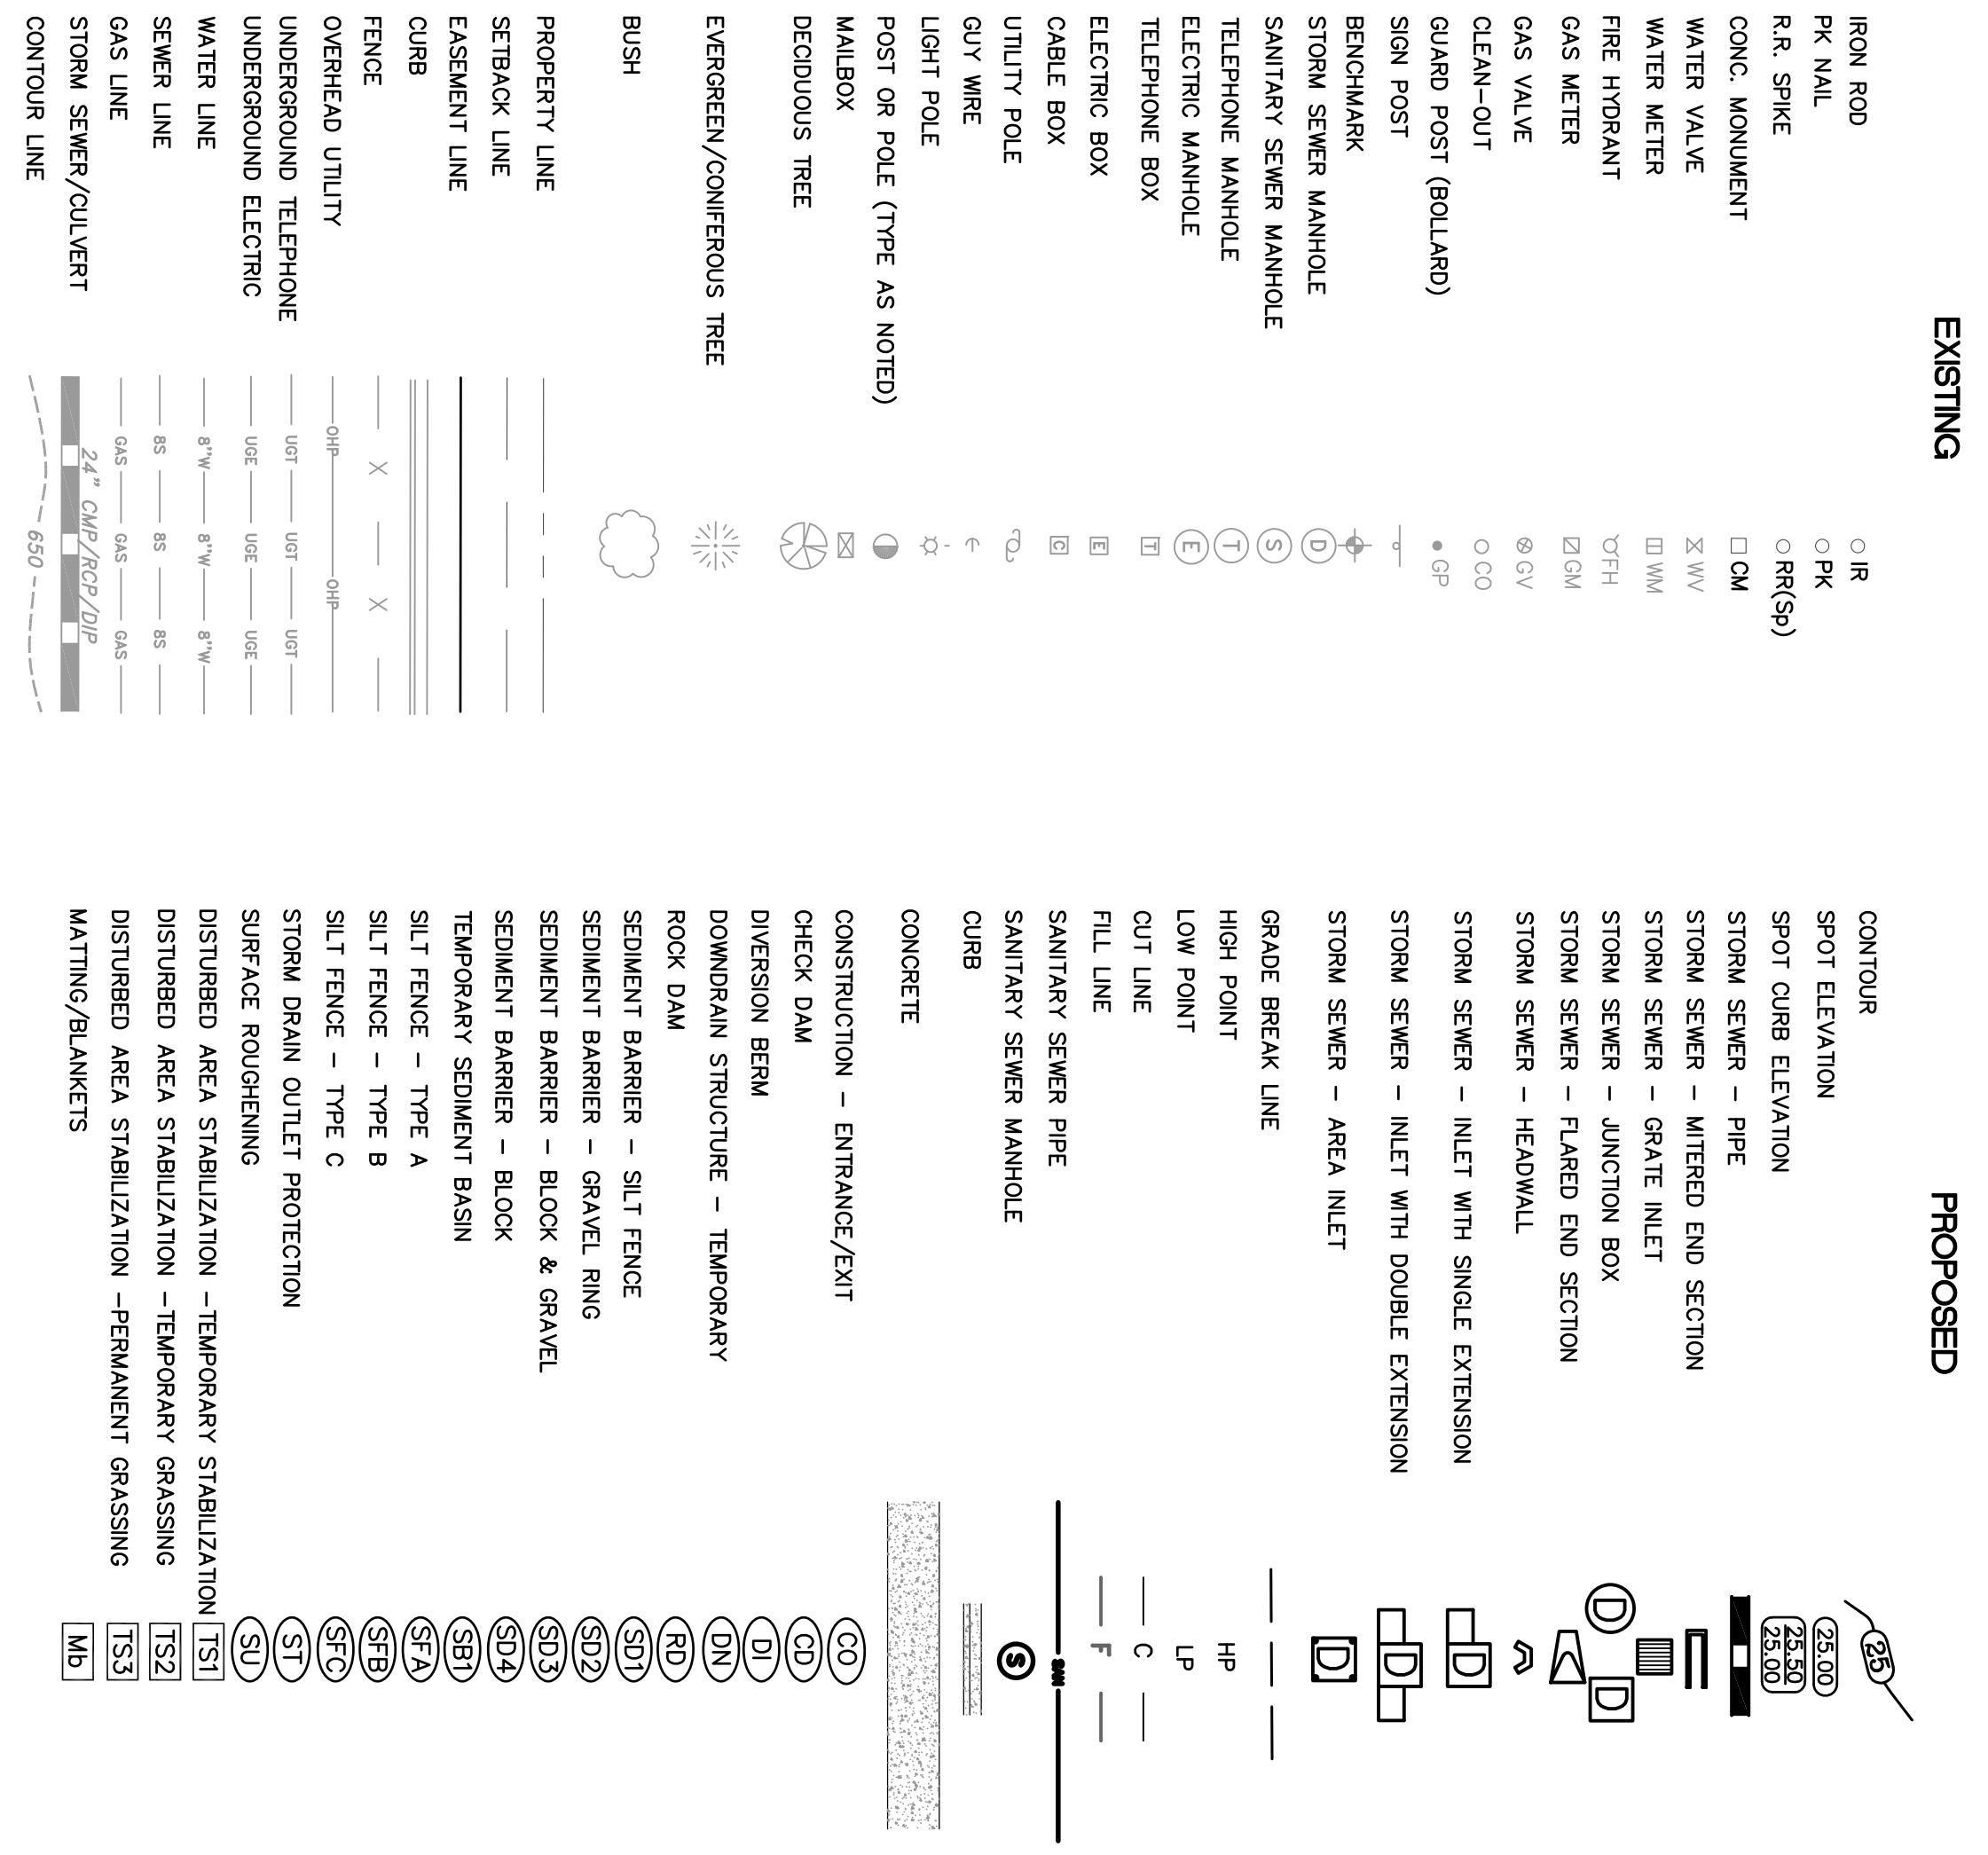 EXISTING
IRON ROD ○ IR
PK NAIL ○ PK
R.R. SPIKE ○ RR(Sp)
CONC. MONUMENT □ CM
WATER VALVE WV
WATER METER WM
FIRE HYDRANT FH
GAS METER GM
GAS VALVE GV
CLEAN-OUT CO
GUARD POST (BOLLARD) GP
SIGN POST
BENCHMARK
STORM SEWER MANHOLE D
SANITARY SEWER MANHOLE S
TELEPHONE MANHOLE T
ELECTRIC MANHOLE E
TELEPHONE BOX T
ELECTRIC BOX E
CABLE BOX C
UTILITY POLE
GUY WIRE
LIGHT POLE
POST OR POLE (TYPE AS NOTED)
MAILBOX
DECIDUOUS TREE
EVERGREEN/CONIFEROUS TREE
BUSH
PROPERTY LINE
SETBACK LINE
EASEMENT LINE
CURB
FENCE X X
OVERHEAD UTILITY OHP OHP
UNDERGROUND TELEPHONE UGT UGT UGT
UNDERGROUND ELECTRIC UGE UGE UGE
WATER LINE 8"W 8"W 8"W
SEWER LINE 8S 8S 8S
GAS LINE GAS GAS GAS
STORM SEWER/CULVERT 24" CMP/RCP/DIP
CONTOUR LINE 650
PROPOSED
CONTOUR 25
SPOT ELEVATION 25.00
SPOT CURB ELEVATION 25.50
25.00
STORM SEWER - PIPE
STORM SEWER - MITERED END SECTION
STORM SEWER - GRATE INLET
STORM SEWER - JUNCTION BOX D D
STORM SEWER - FLARED END SECTION
STORM SEWER - HEADWALL
STORM SEWER - INLET WITH SINGLE EXTENSION D
STORM SEWER - INLET WITH DOUBLE EXTENSION D
STORM SEWER - AREA INLET D
GRADE BREAK LINE
HIGH POINT HP
LOW POINT LP
CUT LINE C
FILL LINE F
SANITARY SEWER PIPE SAN
SANITARY SEWER MANHOLE S
CURB
CONCRETE
CONSTRUCTION - ENTRANCE/EXIT CO
CHECK DAM CD
DIVERSION BERM DI
DOWNDRAIN STRUCTURE - TEMPORARY DN
ROCK DAM RD
SEDIMENT BARRIER - SILT FENCE SD1
SEDIMENT BARRIER - GRAVEL RING SD2
SEDIMENT BARRIER - BLOCK & GRAVEL SD3
SEDIMENT BARRIER - BLOCK SD4
TEMPORARY SEDIMENT BASIN SB1
SILT FENCE - TYPE A SFA
SILT FENCE - TYPE B SFB
SILT FENCE - TYPE C SFC
STORM DRAIN OUTLET PROTECTION ST
SURFACE ROUGHENING SU
DISTURBED AREA STABILIZATION -TEMPORARY STABILIZATION TS1
DISTURBED AREA STABILIZATION -TEMPORARY GRASSING TS2
DISTURBED AREA STABILIZATION -PERMANENT GRASSING TS3
MATTING/BLANKETS Mb